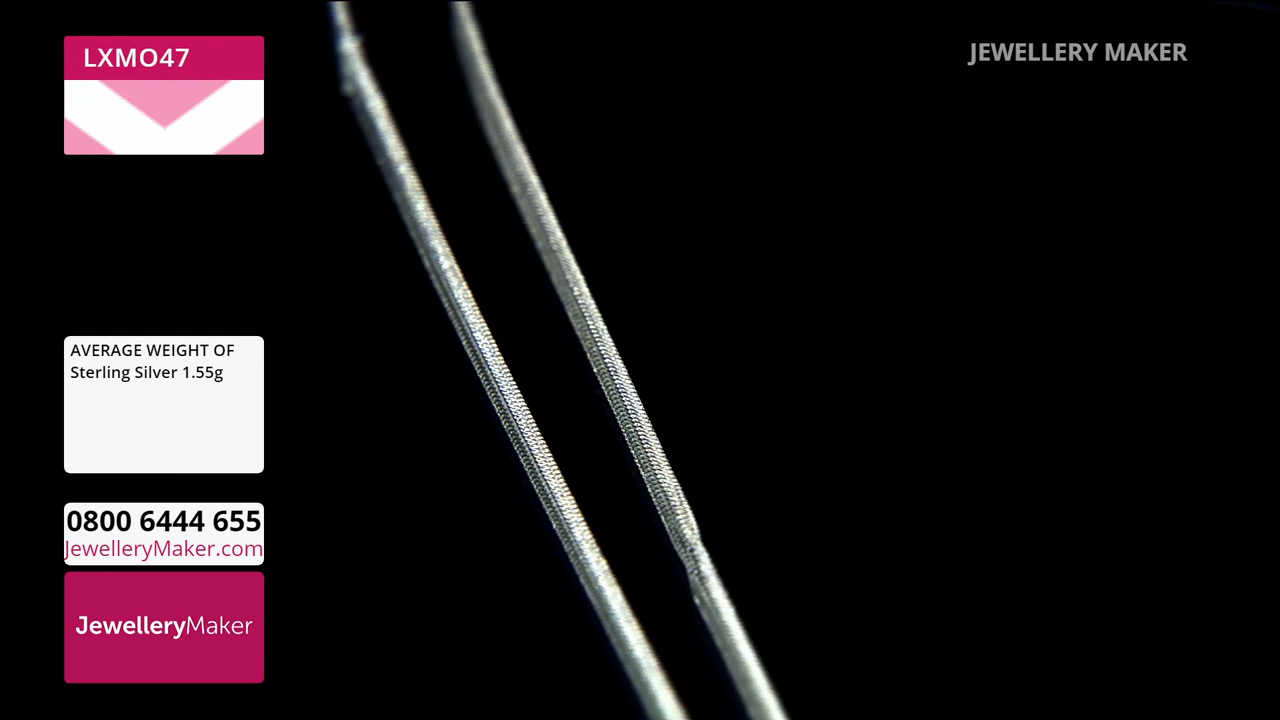 LXMO47
JEWELLERY MAKER
AVERAGE WEIGHT OF
Sterling Silver 1.55g
0800 6444 655
JewelleryMaker.com
JewelleryMaker